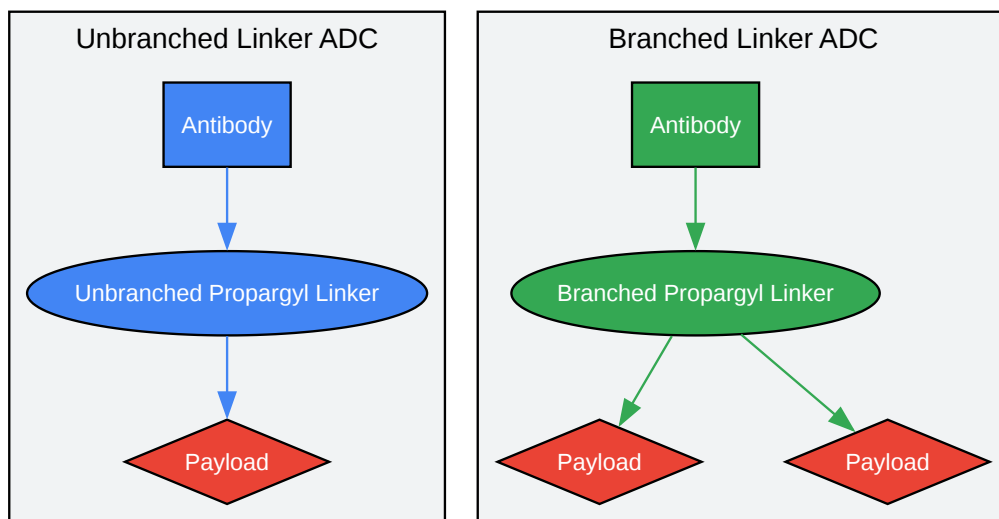 Unbranched Linker ADC
Antibody
Unbranched Propargyl Linker
Payload
Branched Linker ADC
Antibody
Branched Propargyl Linker
Payload
Payload